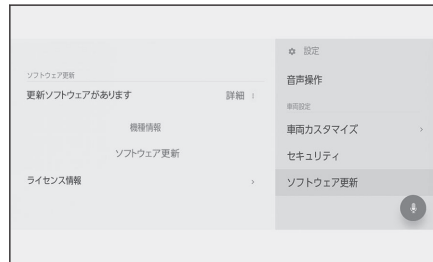 ソフトウェア更新
更新ソフトウェアがあります
詳細
機種情報
ソフトウェア更新
ライセンス情報
設定
音声操作
車両設定
車両カスタマイズ
セキュリティ
ソフトウェア更新